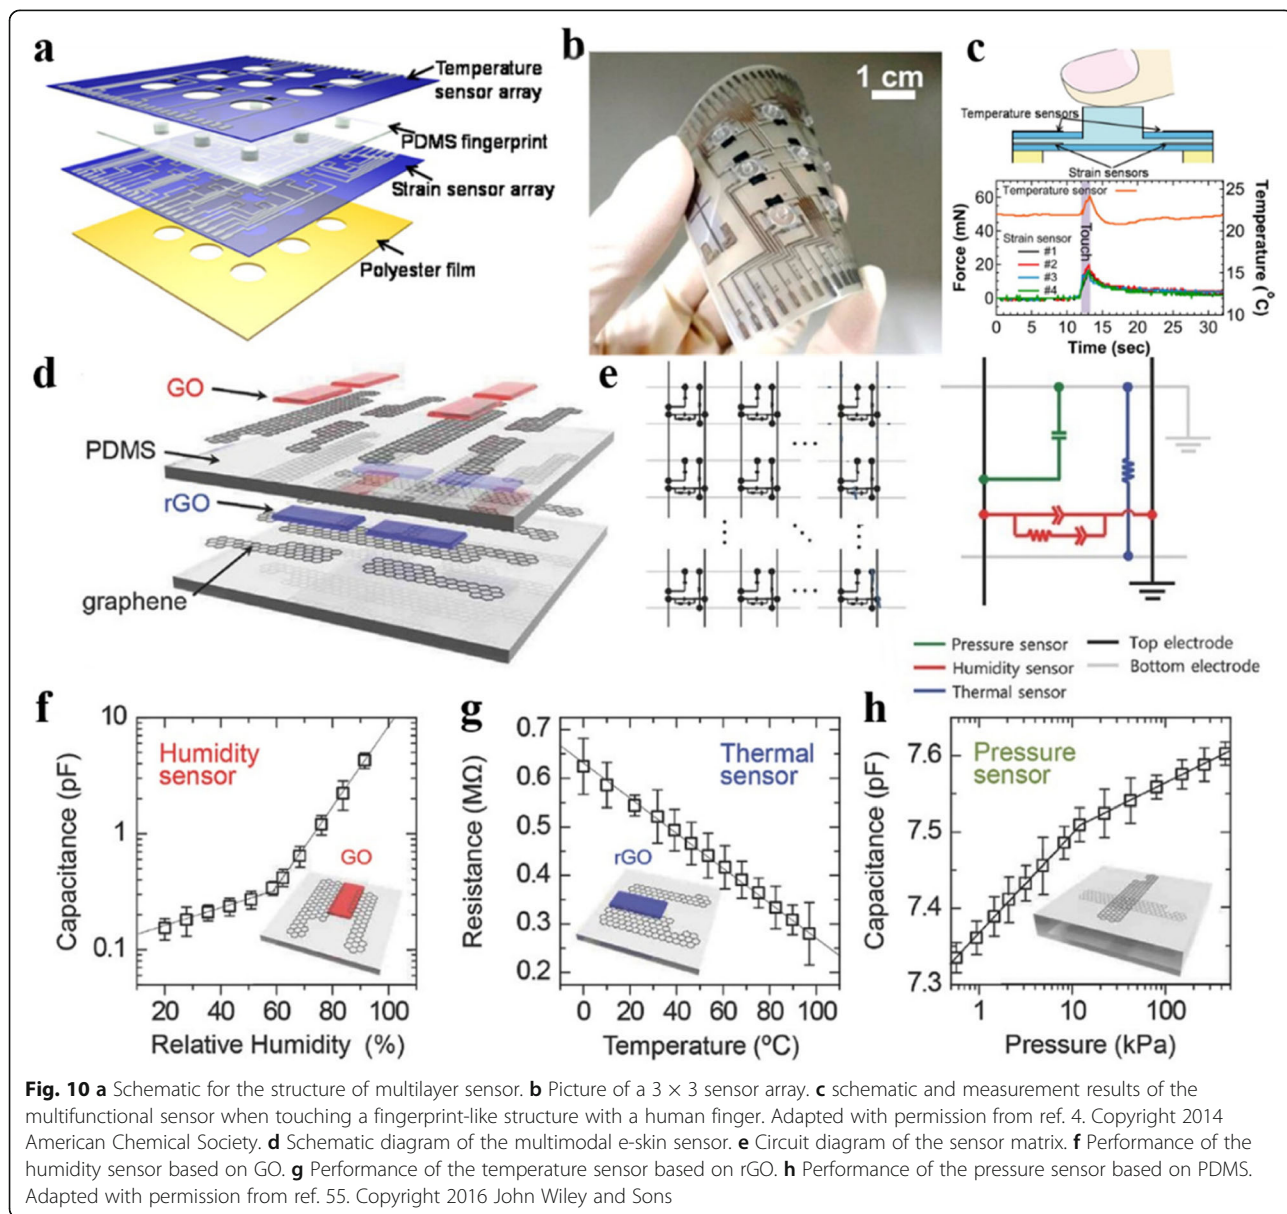 a
Temperature
sensor array
PDMS fingerprint
Strain sensor array
Polyester film
b
1 cm
c
Temperature sensors
Strain sensors
Temperature sensor
Strain sensor
#1
#2
#3
#4
Touch
60
40
20
0
Force (mN)
25
20
15
10
Temperature (°C)
0 5 10 15 20 25 30
Time (sec)
d
GO
PDMS
rGO
graphene
e
Pressure sensor
Humidity sensor
Thermal sensor
Top electrode
Bottom electrode
f
Humidity
sensor
GO
10
1
0.1
Capacitance (pF)
20 40 60 80 100
Relative Humidity (%)
g
Thermal
sensor
rGO
0.7
0.6
0.5
0.4
0.3
0.2
Resistance (MΩ)
0 20 40 60 80 100
Temperature (ºC)
h
Pressure
sensor
7.6
7.5
7.4
7.3
Capacitance (pF)
1 10 100
Pressure (kPa)
Fig. 10 a Schematic for the structure of multilayer sensor. b Picture of a 3 × 3 sensor array. c schematic and measurement results of the
multifunctional sensor when touching a fingerprint-like structure with a human finger. Adapted with permission from ref. 4. Copyright 2014
American Chemical Society. d Schematic diagram of the multimodal e-skin sensor. e Circuit diagram of the sensor matrix. f Performance of the
humidity sensor based on GO. g Performance of the temperature sensor based on rGO. h Performance of the pressure sensor based on PDMS.
Adapted with permission from ref. 55. Copyright 2016 John Wiley and Sons